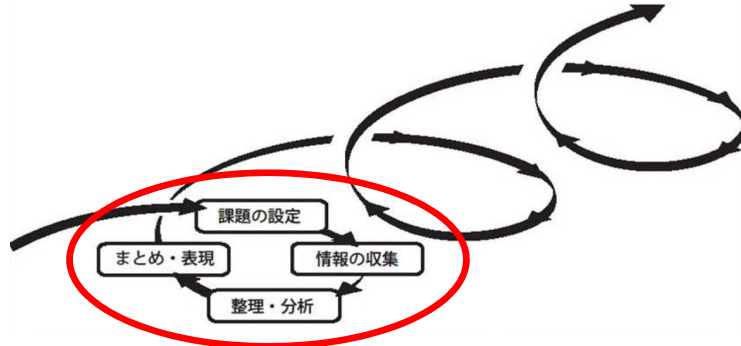 課題の設定
情報の収集
整理・分析
まとめ・表現